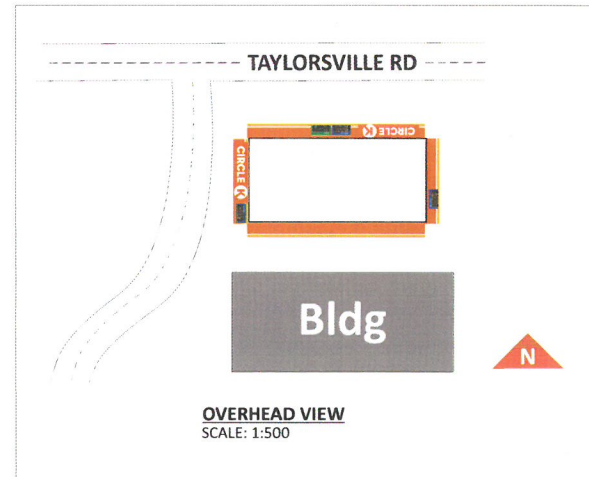 TAYLORSVILLE RD
CIRCLE K
CIRCLE K
Bldg
N
OVERHEAD VIEW
SCALE: 1:500